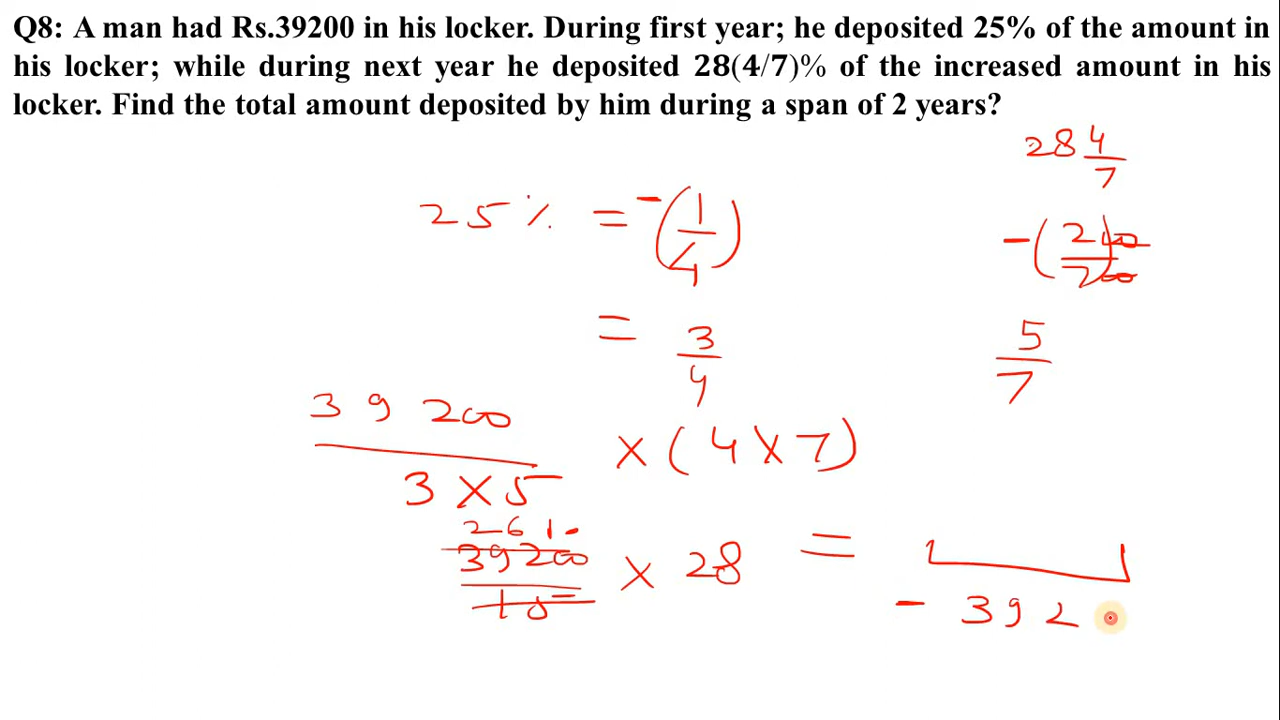 Q8: A man had Rs.39200 in his locker. During first year; he deposited 25% of the amount in
his locker; while during next year he deposited 28(4/7)% of the increased amount in his
locker. Find the total amount deposited by him during a span of 2 years?
28 4/7
25 % = -(1/4)
-(200/700)
= 3/4
5/7
39200
3 X 5
X (4 X 7)
261.
39200/15 X 28 =
- 392